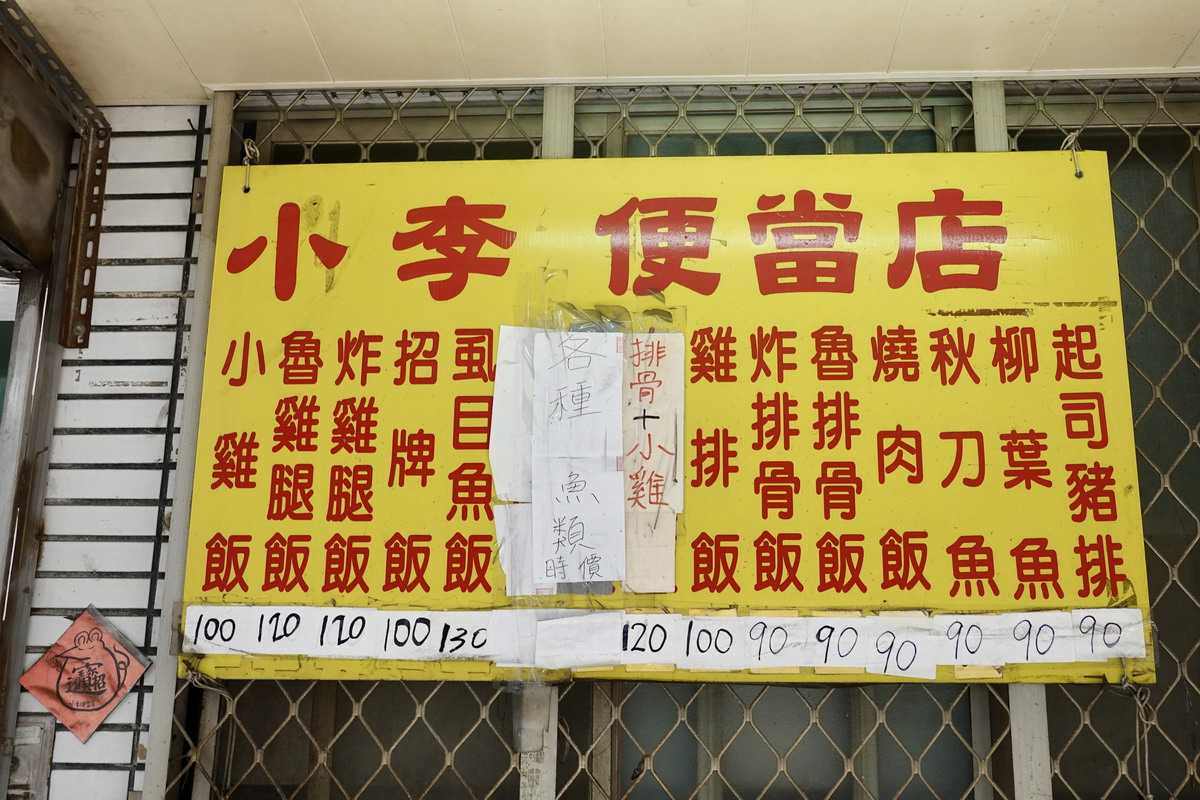 小李 便當店
小雞飯
魯雞腿飯
炸雞腿飯
招牌飯
虱目魚飯
各種 魚類時價
排骨+小雞
雞排飯
炸排骨飯
魯排骨飯
燒肉飯
秋刀魚
柳葉魚
起司豬排
100 120 120 100 130 120 100 90 90 90 90 90 90